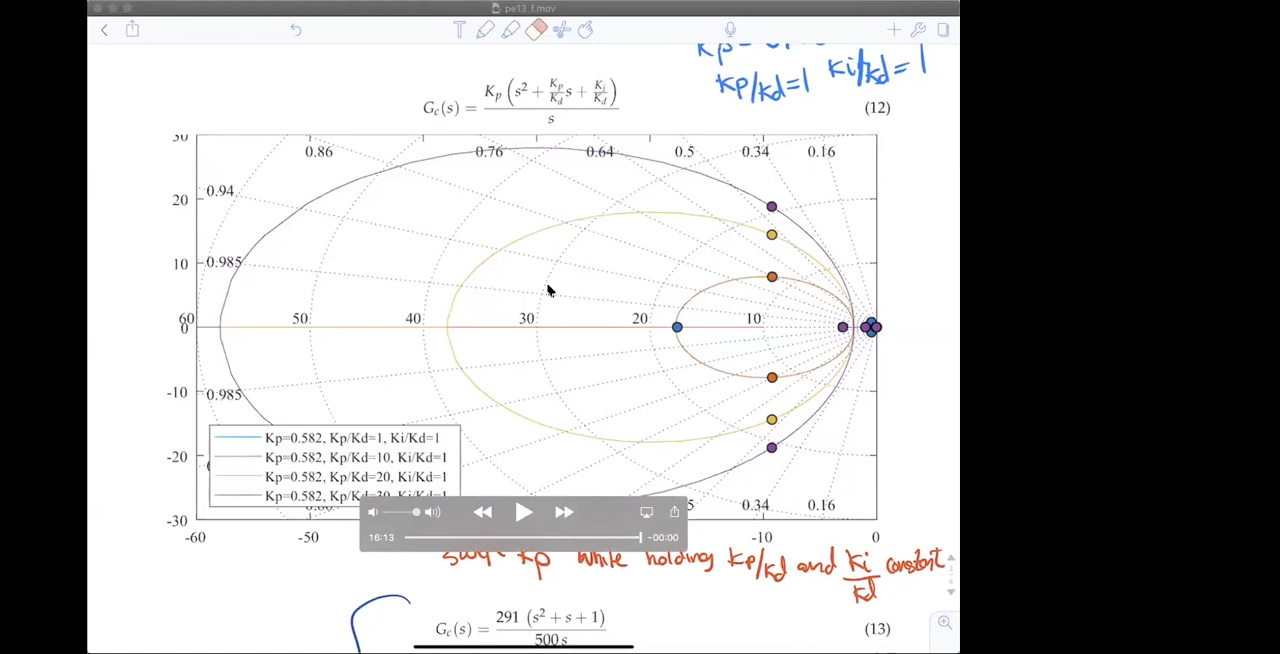 pe13_f.mov
Kp/Kd=1 Ki/Kd=1
G_c(s) = K_p (s^2 + K_p/K_d s + K_i/K_d) / s (12)
30
0.86 0.76 0.64 0.5 0.34 0.16
0.94
20
0.985
10
60 50 40 30 20 10
0
-10
0.985
-20
-30
Kp=0.582, Kp/Kd=1, Ki/Kd=1
Kp=0.582, Kp/Kd=10, Ki/Kd=1
Kp=0.582, Kp/Kd=20, Ki/Kd=1
Kp=0.582, Kp/Kd=30, Ki/Kd=1
0.34 0.16
16:13 -00:00
-60 -50 -10 0
Kp while holding Kp/Kd and Ki/Kd constant
G_c(s) = 291 (s^2 + s + 1) / 500 s (13)